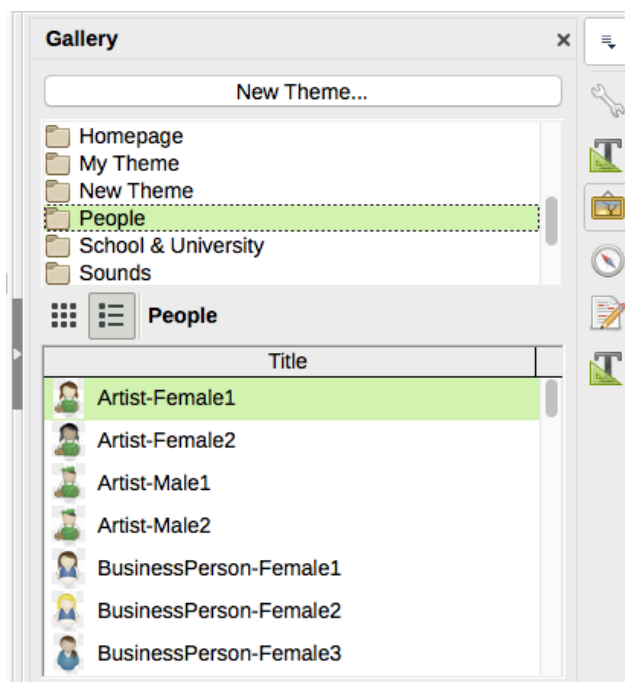 Gallery
New Theme...
Homepage
My Theme
New Theme
People
School & University
Sounds
People
Title
Artist-Female1
Artist-Female2
Artist-Male1
Artist-Male2
BusinessPerson-Female1
BusinessPerson-Female2
BusinessPerson-Female3